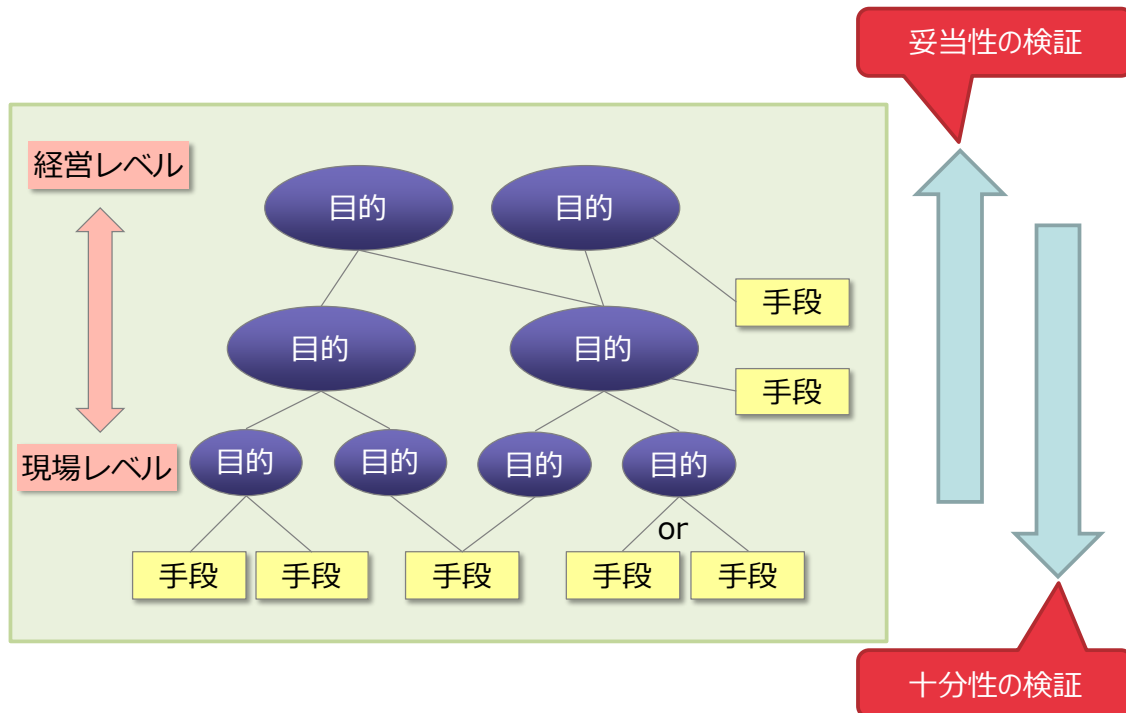 妥当性の検証
経営レベル
目的
目的
手段
目的
目的
手段
現場レベル
目的
目的
目的
目的
or
手段
手段
手段
手段
手段
十分性の検証